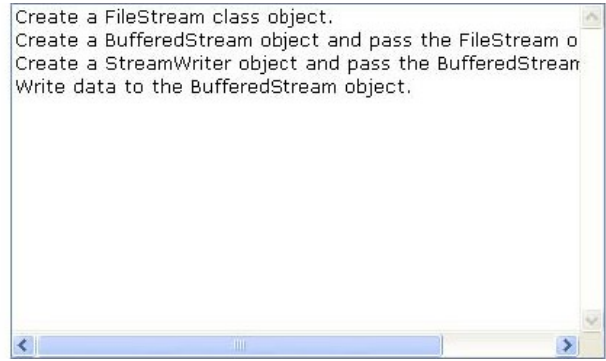 Create a FileStream class object.
Create a BufferedStream object and pass the FileStream o
Create a StreamWriter object and pass the BufferedStream
Write data to the BufferedStream object.